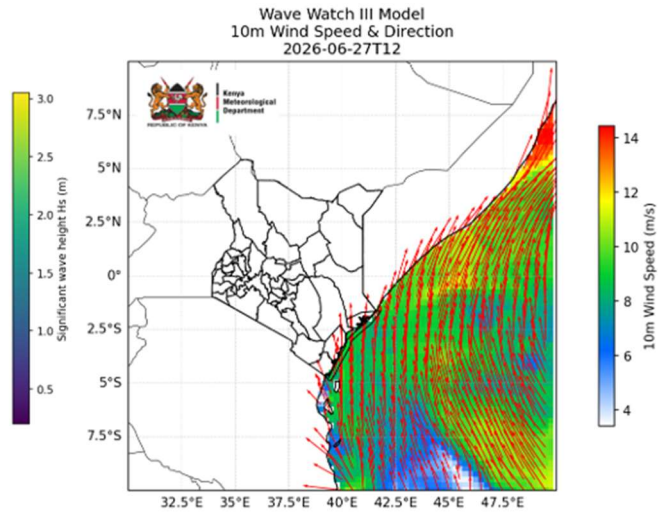 Wave Watch III Model
10m Wind Speed & Direction
2026-06-27T12
Kenya
Meteorological
Department
REPUBLIC OF KENYA
3.0
2.5
2.0
1.5
1.0
0.5
Significant wave height Hs (m)
7.5°N
5°N
2.5°N
0°
2.5°S
5°S
7.5°S
32.5°E
35°E
37.5°E
40°E
42.5°E
45°E
47.5°E
14
12
10
8
6
4
10m Wind Speed (m/s)